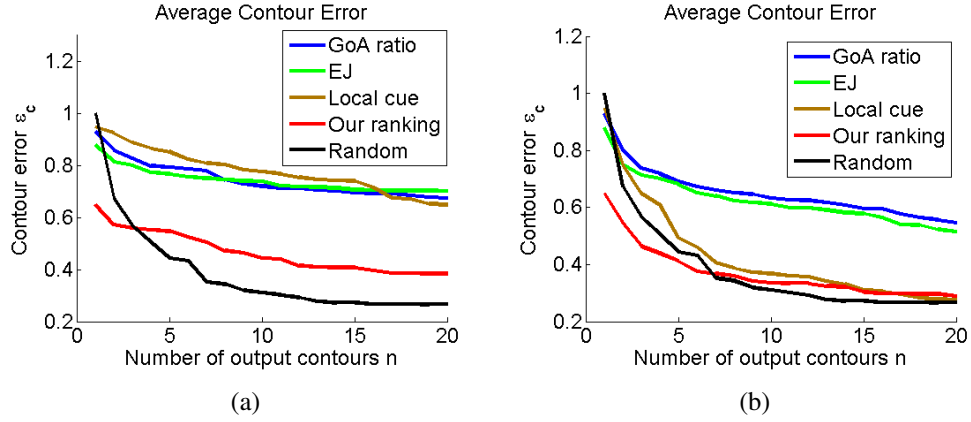 Average Contour Error
Contour error ε_c
1.2
1
0.8
0.6
0.4
0.2
0
5
10
15
20
Number of output contours n
GoA ratio
EJ
Local cue
Our ranking
Random
(a)
Average Contour Error
Contour error ε_c
1.2
1
0.8
0.6
0.4
0.2
0
5
10
15
20
Number of output contours n
GoA ratio
EJ
Local cue
Our ranking
Random
(b)